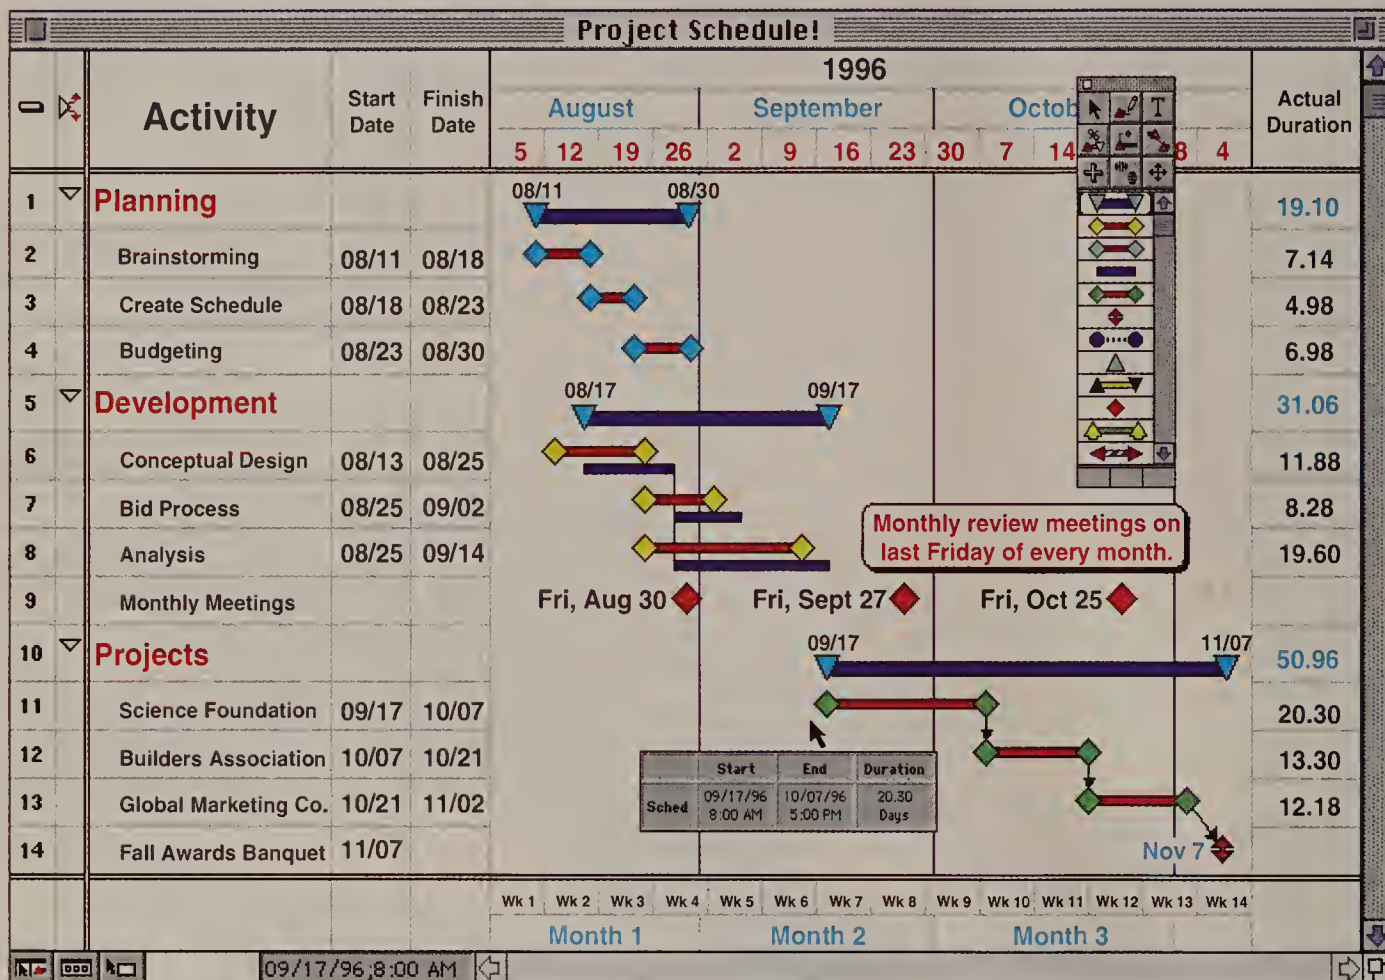 Project Schedule!
Activity
Start Date
Finish Date
1996
August
September
Octob
Actual Duration
5 12 19 26 2 9 16 23 30 7 14 8 4
T
1 Planning 08/11 08/30 19.10
2 Brainstorming 08/11 08/18 7.14
3 Create Schedule 08/18 08/23 4.98
4 Budgeting 08/23 08/30 6.98
5 Development 08/17 09/17 31.06
6 Conceptual Design 08/13 08/25 11.88
7 Bid Process 08/25 09/02 8.28
Monthly review meetings on
last Friday of every month.
8 Analysis 08/25 09/14 19.60
9 Monthly Meetings Fri, Aug 30 Fri, Sept 27 Fri, Oct 25
10 Projects 09/17 11/07 50.96
11 Science Foundation 09/17 10/07 20.30
12 Builders Association 10/07 10/21 13.30
Start End Duration
Sched 09/17/96 10/07/96 20.30
8:00 AM 5:00 PM Days
13 Global Marketing Co. 10/21 11/02 12.18
14 Fall Awards Banquet 11/07 Nov 7
Wk 1 Wk 2 Wk 3 Wk 4 Wk 5 Wk 6 Wk 7 Wk 8 Wk 9 Wk 10 Wk 11 Wk 12 Wk 13 Wk 14
Month 1 Month 2 Month 3
09/17/96;8:00 AM